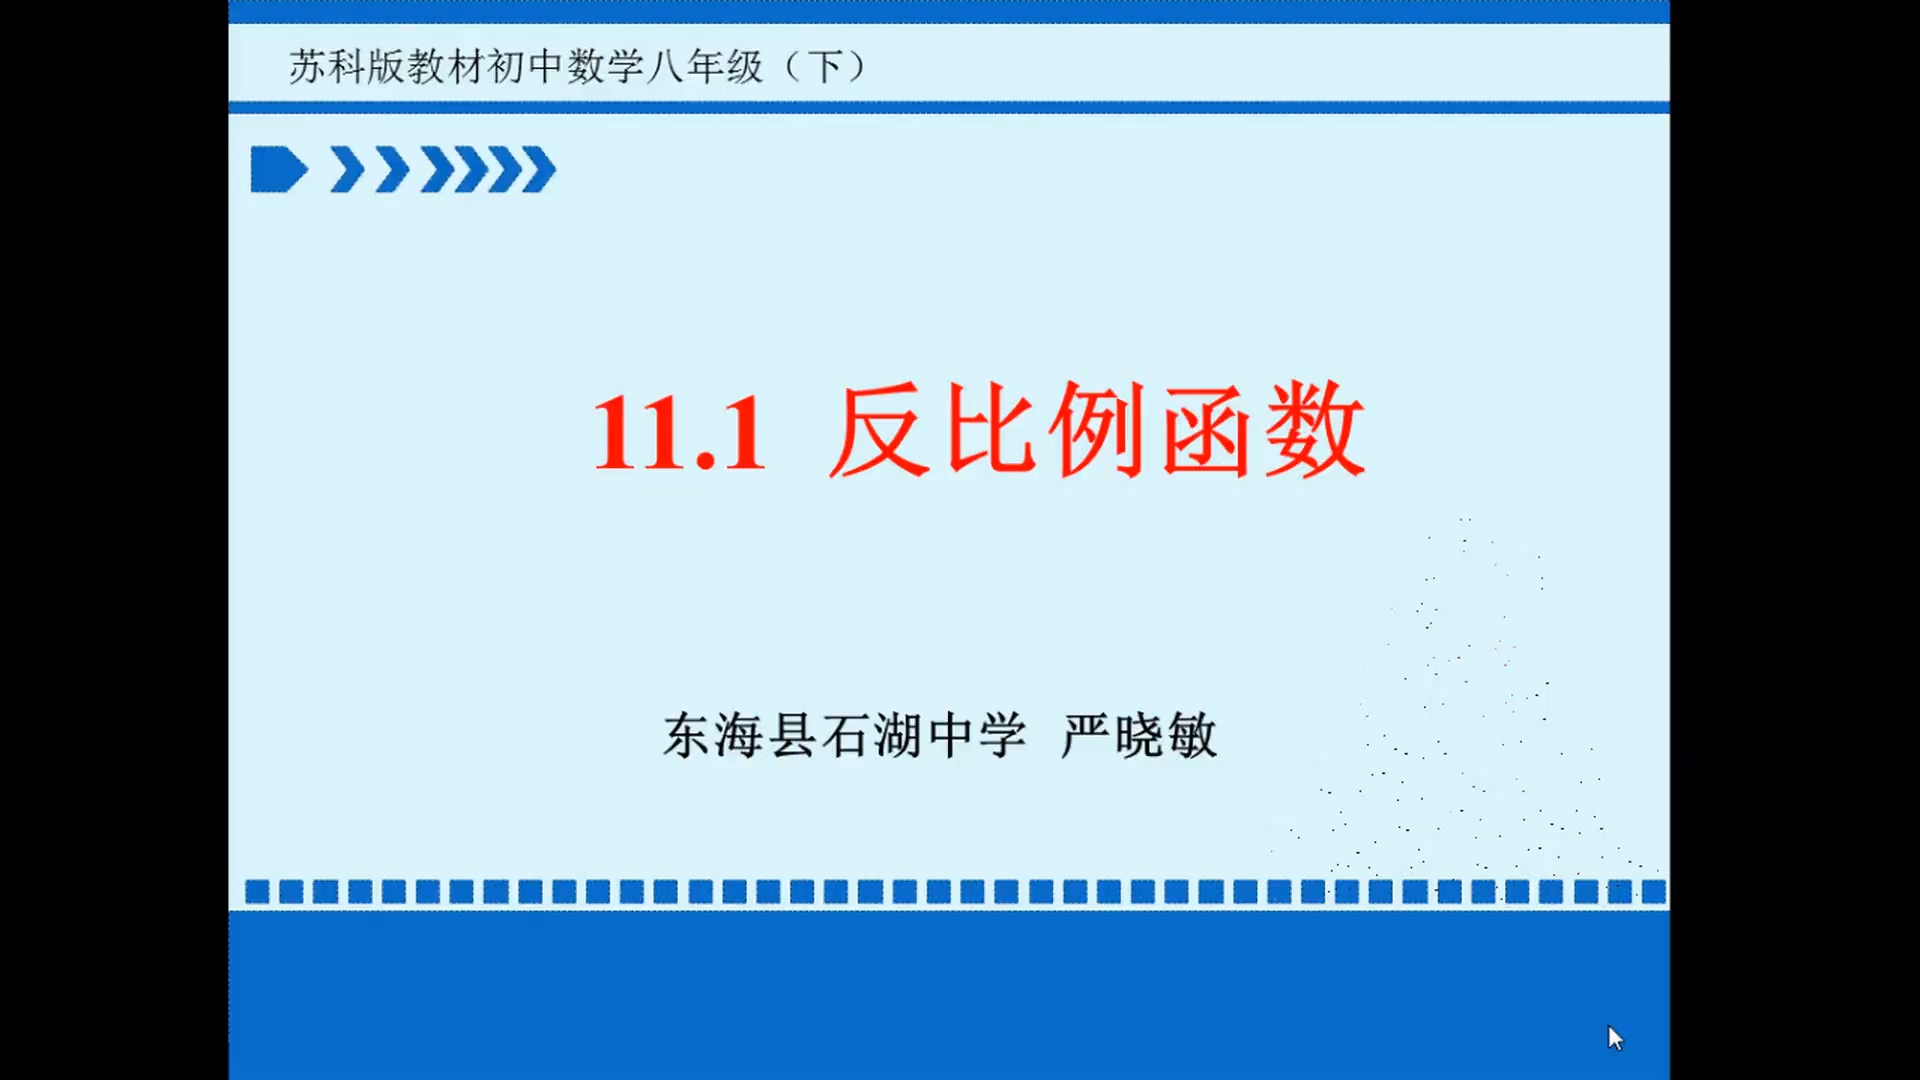 苏科版教材初中数学八年级（下）
11.1 反比例函数
东海县石湖中学 严晓敏